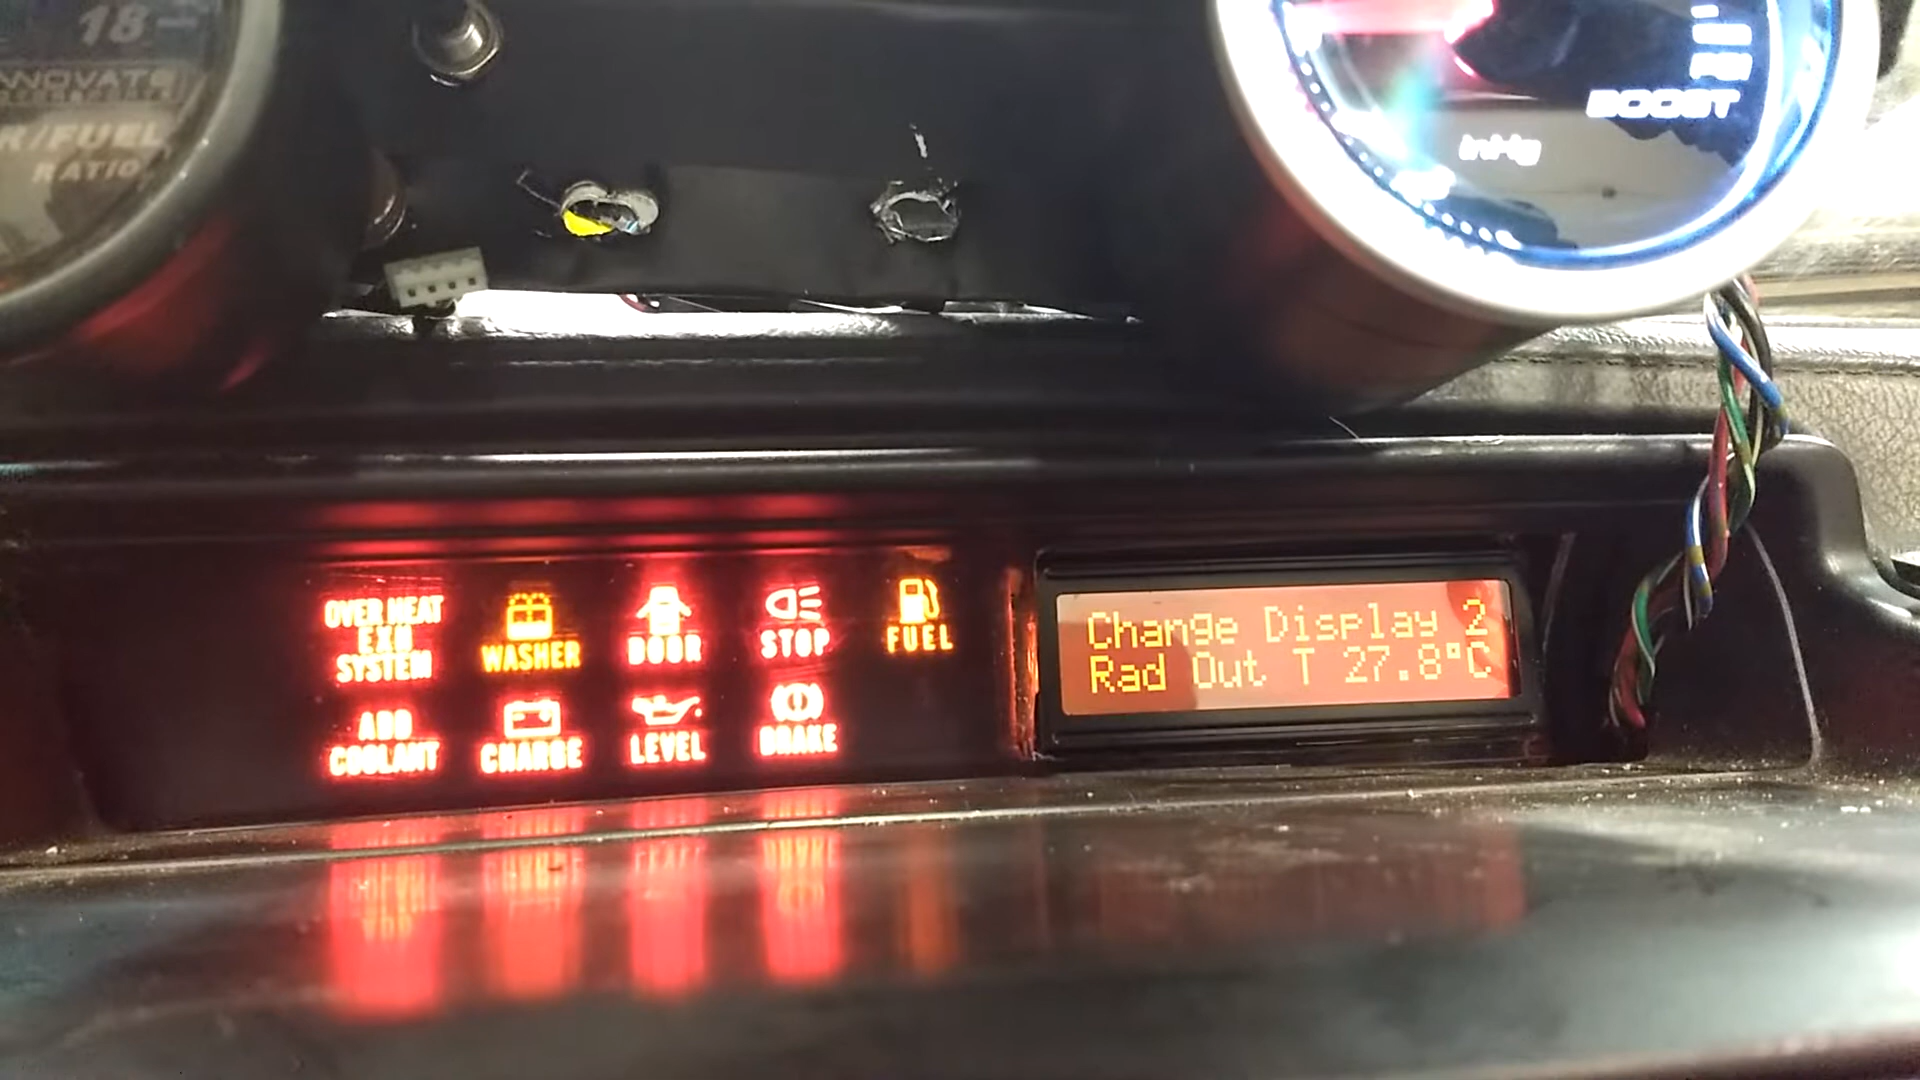 18
INNOVATE
R/FUEL
RATIO
PSI
BOOST
inHg
OVER HEAT
EXH
SYSTEM
WASHER
DOOR
STOP
FUEL
ADD
COOLANT
CHARGE
LEVEL
BRAKE
Change Display 2
Rad Out T 27.8°C